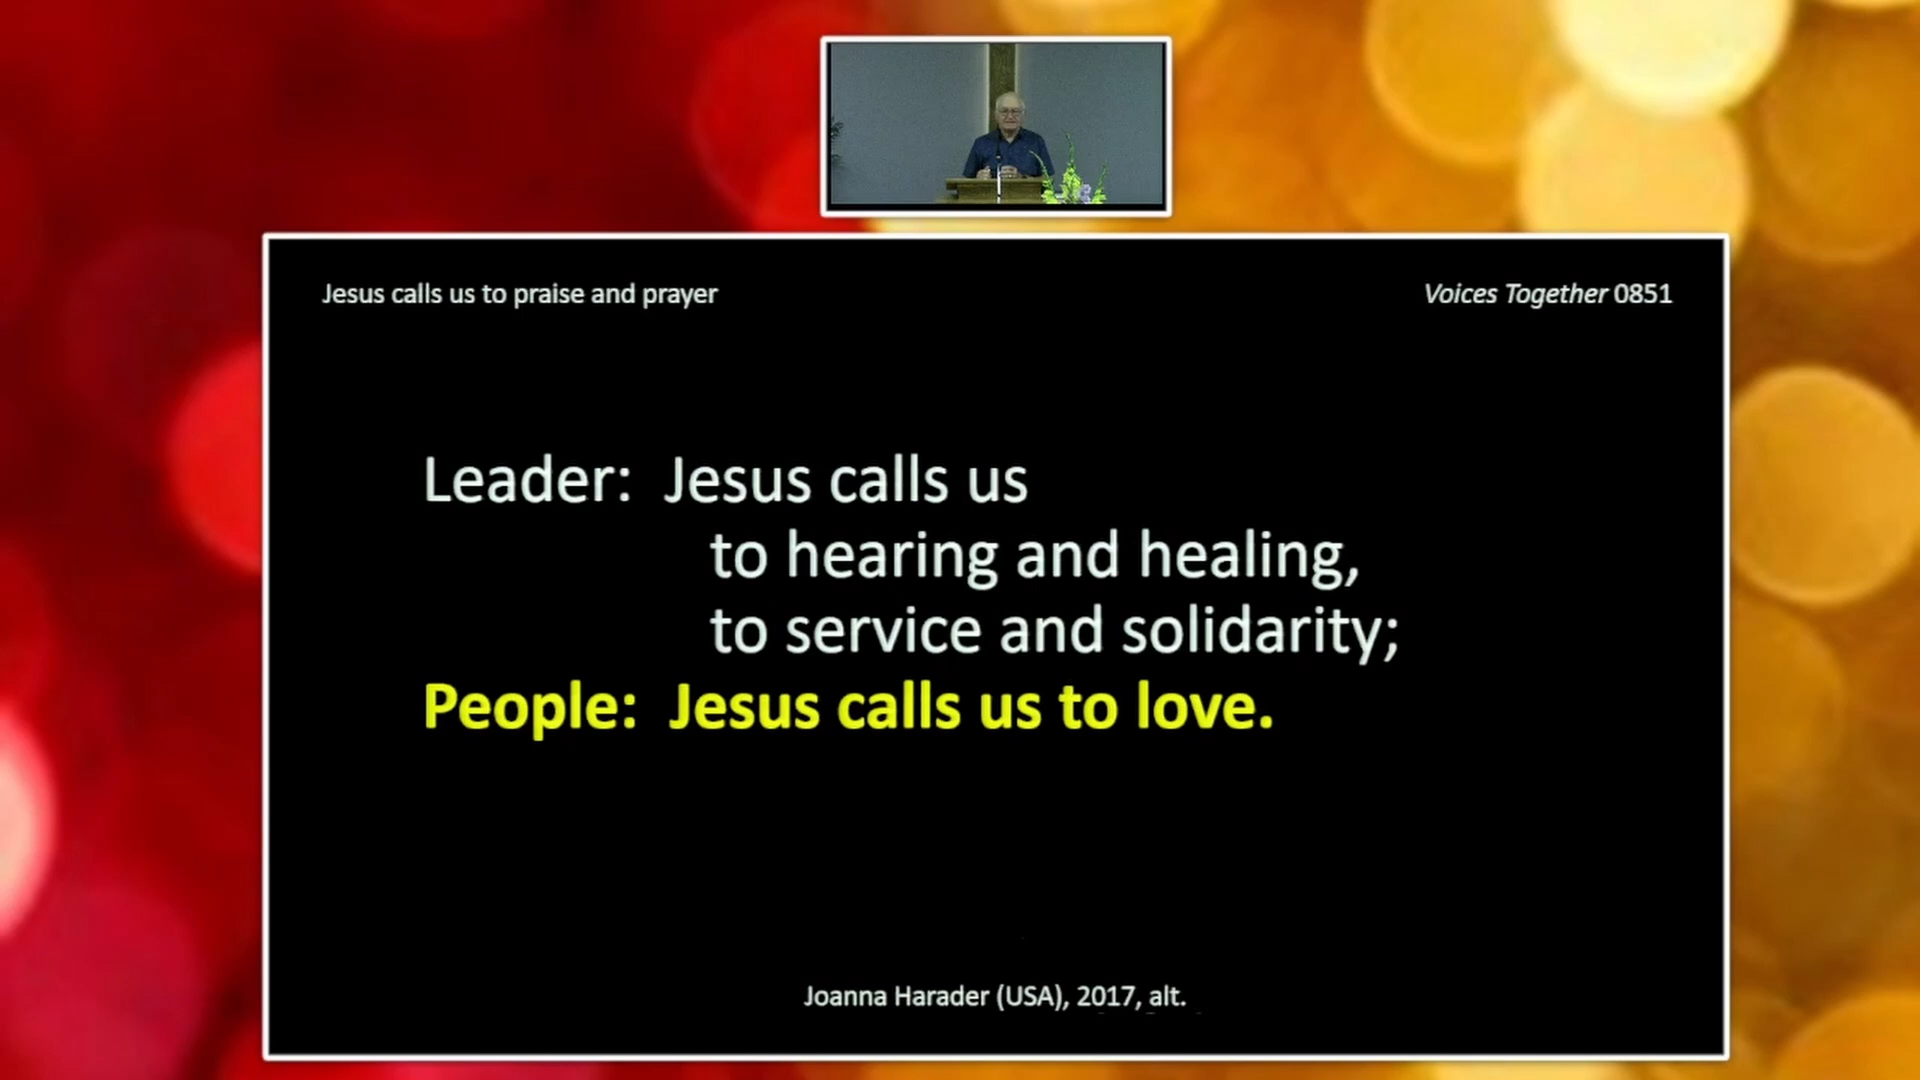 Jesus calls us to praise and prayer
Voices Together 0851
Leader: Jesus calls us
to hearing and healing,
to service and solidarity;
People: Jesus calls us to love.
Joanna Harader (USA), 2017, alt.